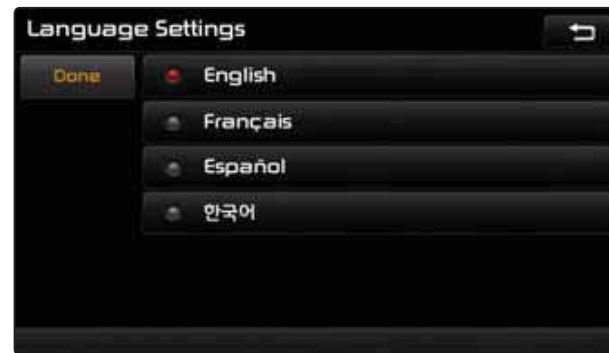 Language Settings
Done
English
Français
Español
한국어